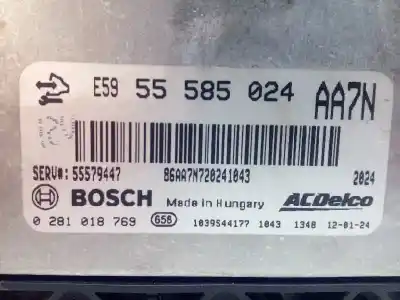 E59 55 585 024 AA7N
SERV#: 55579447 86AA7N720241043 2024
BOSCH Made in Hungary ACDelco
0 281 018 769 658 1039S44177 1043 1348 12-01-24